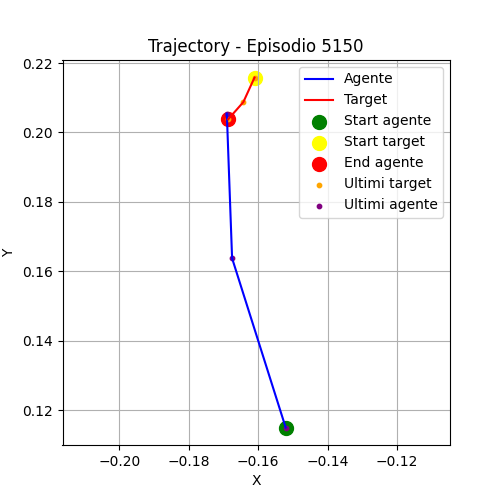 Trajectory - Episodio 5150
Y
0.22
0.20
0.18
0.16
0.14
0.12
Agente
Target
Start agente
Start target
End agente
Ultimi target
Ultimi agente
−0.20 −0.18 −0.16 −0.14 −0.12
X